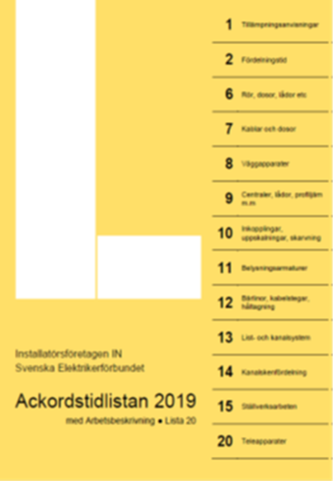 1 Tillämpningsanvisningar
2 Fördelningstid
6 Rör, dosor, lådor etc
7 Kablar och dosor
8 Väggapparater
9 Centraler, lådor, profiljärn
m.m
10 Inkopplingar,
uppskalningar, skarvning
11 Belysningsarmaturer
12 Bärlinor, kabelstegar,
håltagning
13 List- och kanalsystem
14 Kanalskenfördelning
15 Ställverksarbeten
20 Teleapparater
Installatörsföretagen IN
Svenska Elektrikerförbundet
Ackordstidlistan 2019
med Arbetsbeskrivning ● Lista 20